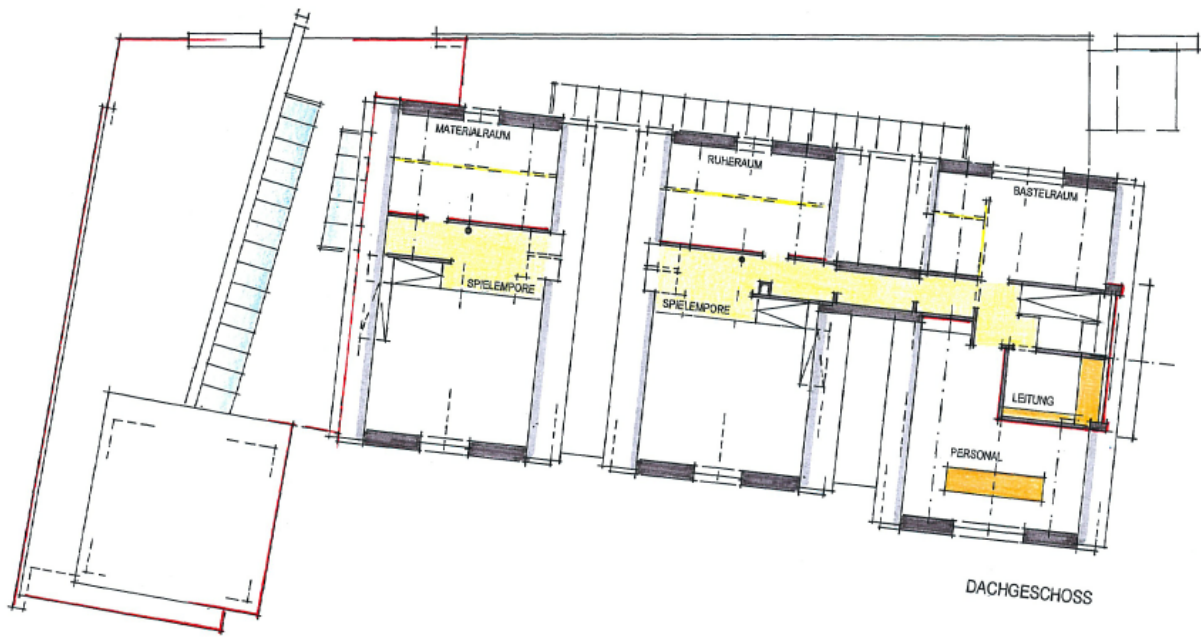 MATERIALRAUM
RUHERAUM
BASTELRAUM
SPIELEMPORE
SPIELEMPORE
LEITUNG
PERSONAL
DACHGESCHOSS